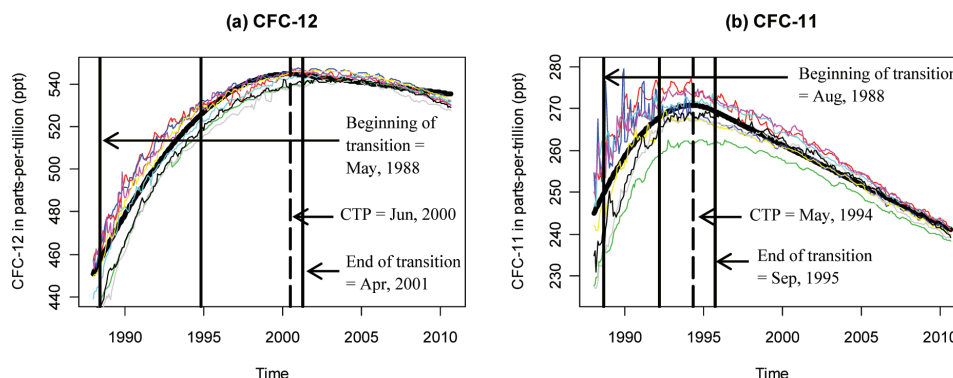 (a) CFC-12
CFC-12 in parts-per-trillion (ppt)
540
520
500
480
460
440
Beginning of
transition =
May, 1988
CTP = Jun, 2000
End of transition
= Apr, 2001
1990 1995 2000 2005 2010
Time
(b) CFC-11
CFC-11 in parts-per-trillion (ppt)
280
270
260
250
240
230
Beginning of transition
= Aug, 1988
CTP = May, 1994
End of transition
= Sep, 1995
1990 1995 2000 2005 2010
Time